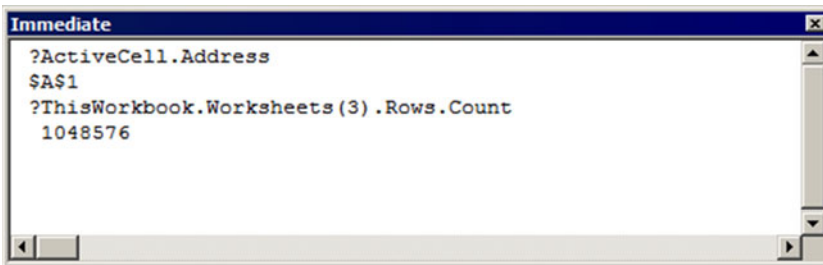 Immediate
?ActiveCell.Address
$A$1
?ThisWorkbook.Worksheets(3).Rows.Count
1048576